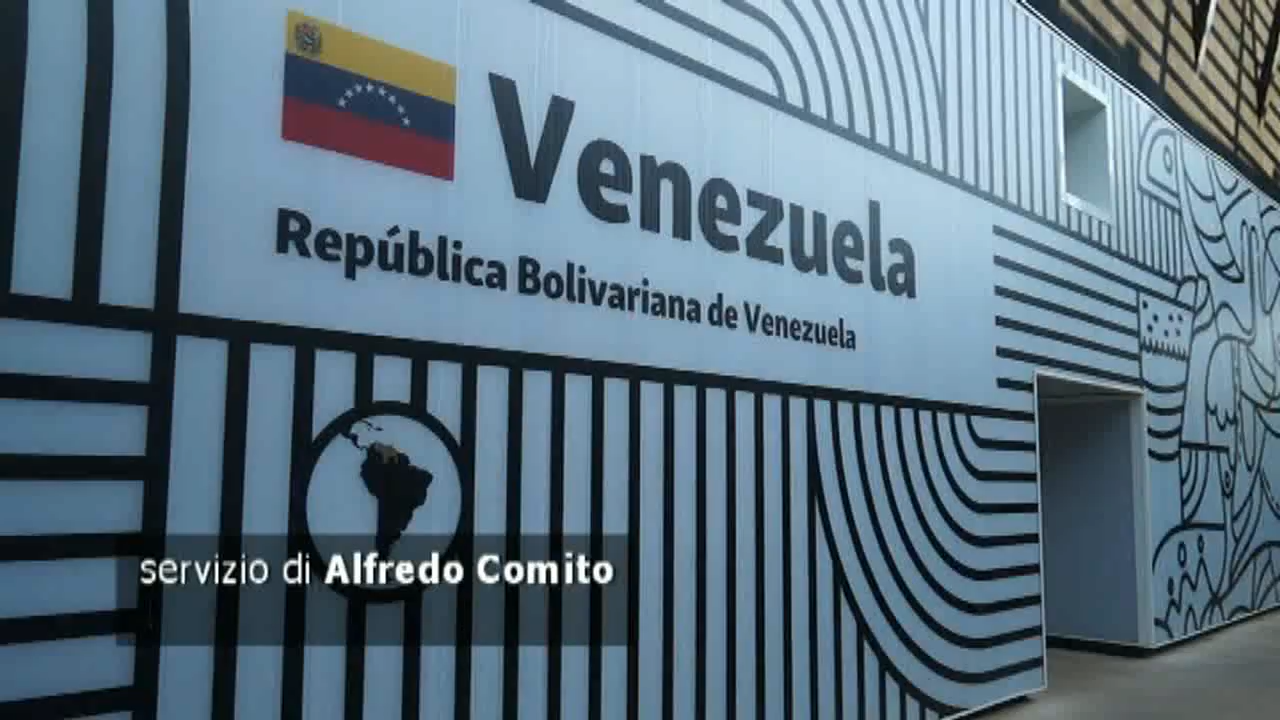 Venezuela
República Bolivariana de Venezuela
servizio di Alfredo Comito